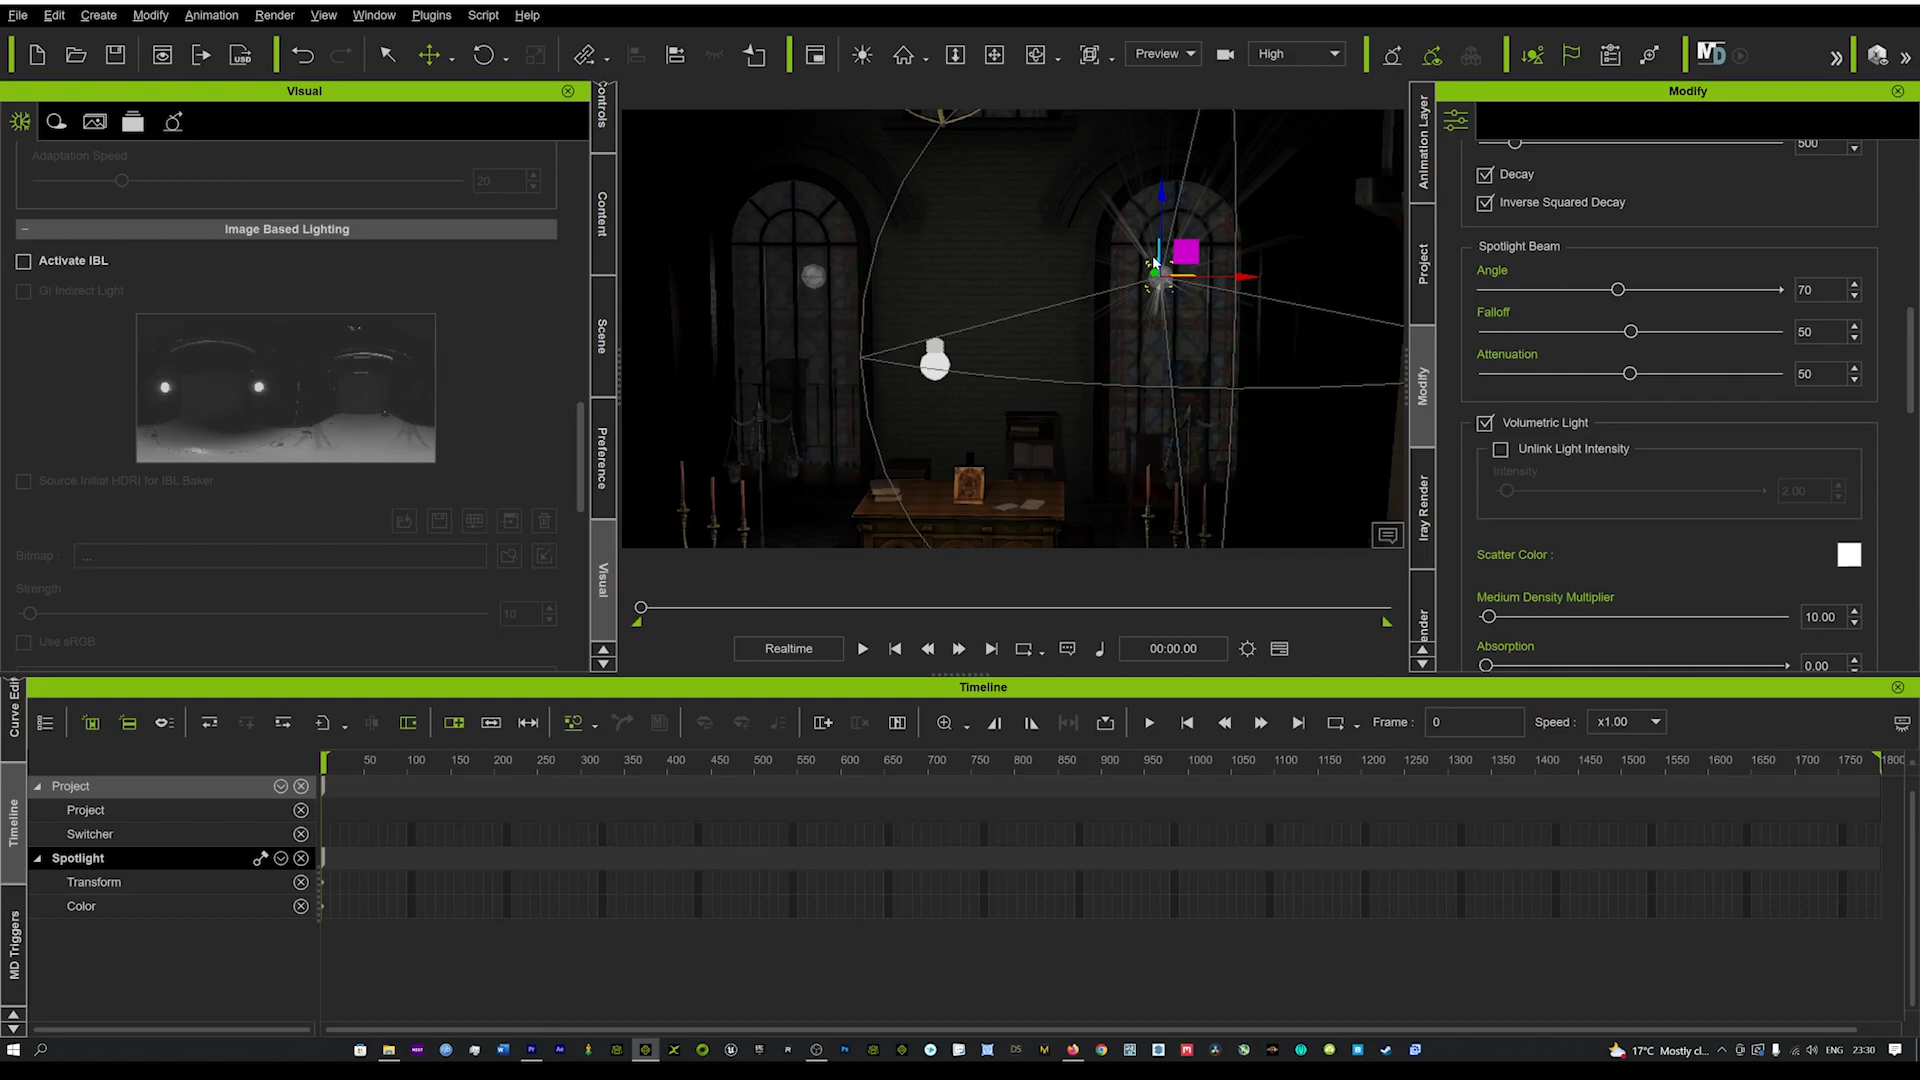 File Edit Create Modify Animation Render View Window Plugins Script Help
USD
Preview
High
MD
Visual
Modify
Adaptation Speed
20
Image Based Lighting
Activate IBL
GI Indirect Light
Source Initial HDRI for IBL Baker
Bitmap : ...
Strength
10
Use sRGB
Content
Scene
Preference
Visual
Animation Layer
Project
Modify
Iray Render
500
Decay
Inverse Squared Decay
Spotlight Beam
Angle
70
Falloff
50
Attenuation
50
Volumetric Light
Unlink Light Intensity
Intensity
2.00
Scatter Color :
Medium Density Multiplier
10.00
Absorption
0.00
Realtime
00:00.00
Timeline
Frame : 0 Speed : x1.00
50 100 150 200 250 300 350 400 450 500 550 600 650 700 750 800 850 900 950 1000 1050 1100 1150 1200 1250 1300 1350 1400 1450 1500 1550 1600 1650 1700 1750 1800
Timeline
MD Triggers
Project
Project
Switcher
Spotlight
Transform
Color
17°C Mostly cl... ENG 23:30